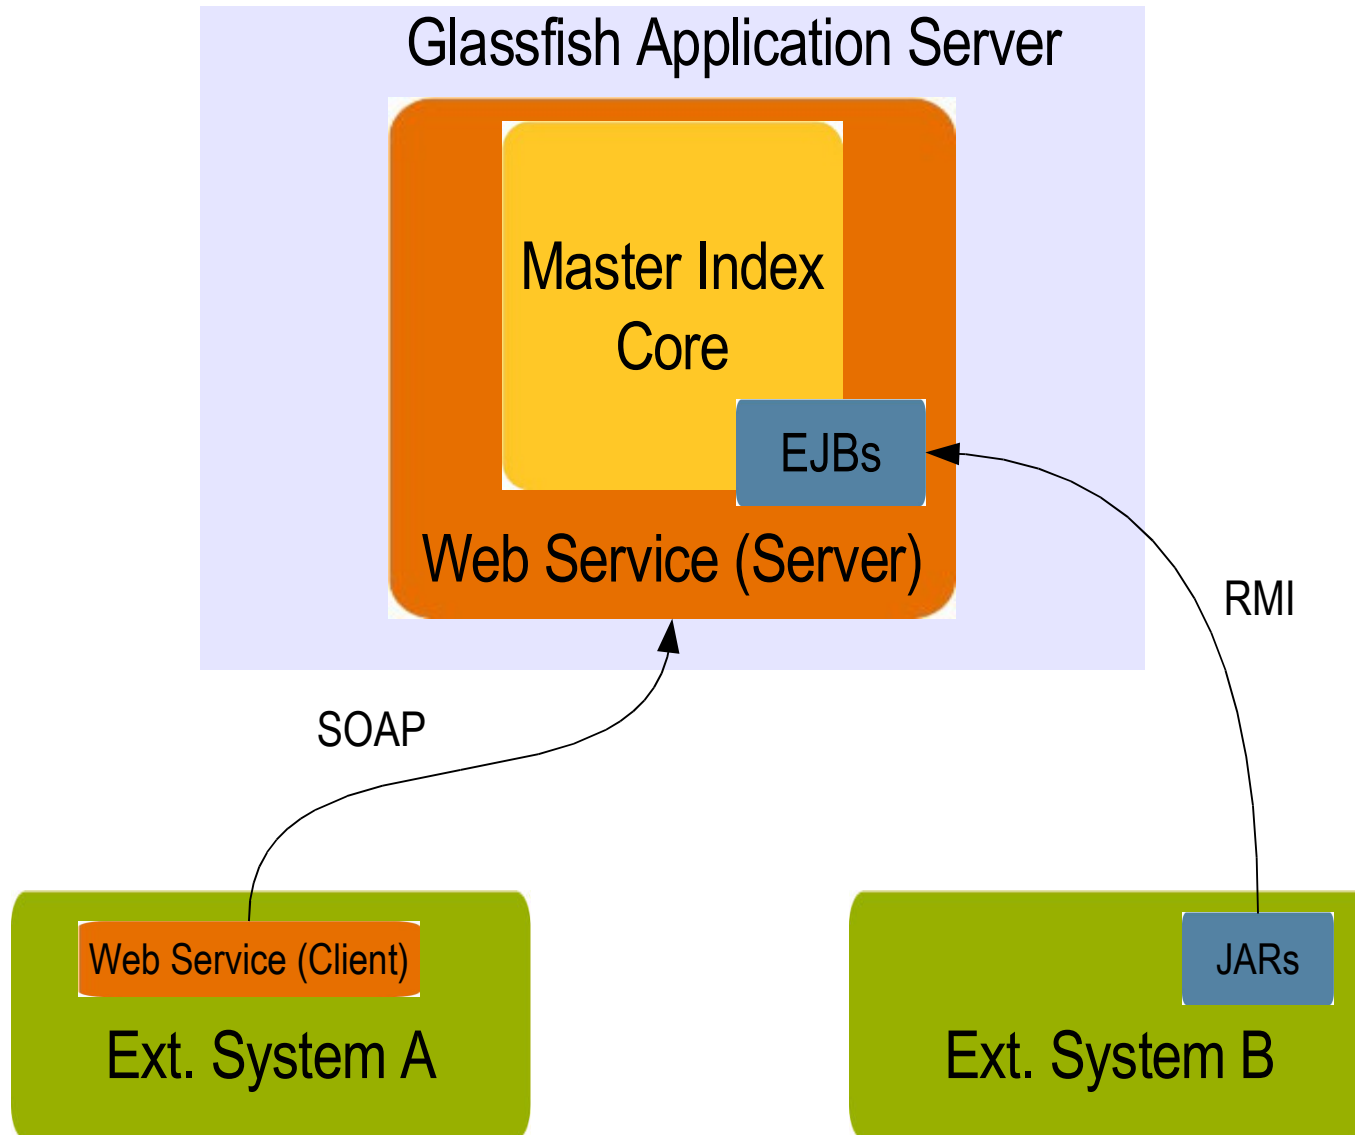 Glassfish Application Server
Master Index
Core
EJBs
Web Service (Server)
RMI
SOAP
Web Service (Client)
JARs
Ext. System A
Ext. System B